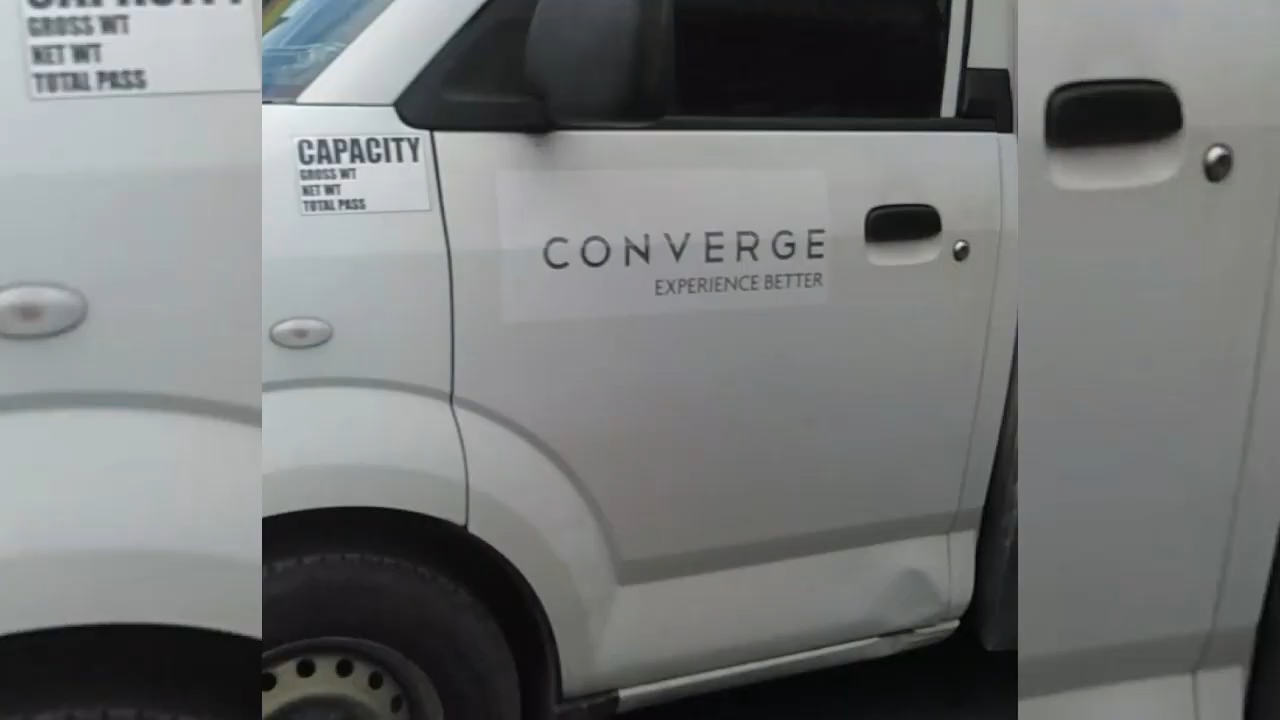 CAPACITY
GROSS WT
NET WT
TOTAL PASS
CONVERGE
EXPERIENCE BETTER
GROSS WT
NET WT
TOTAL PASS